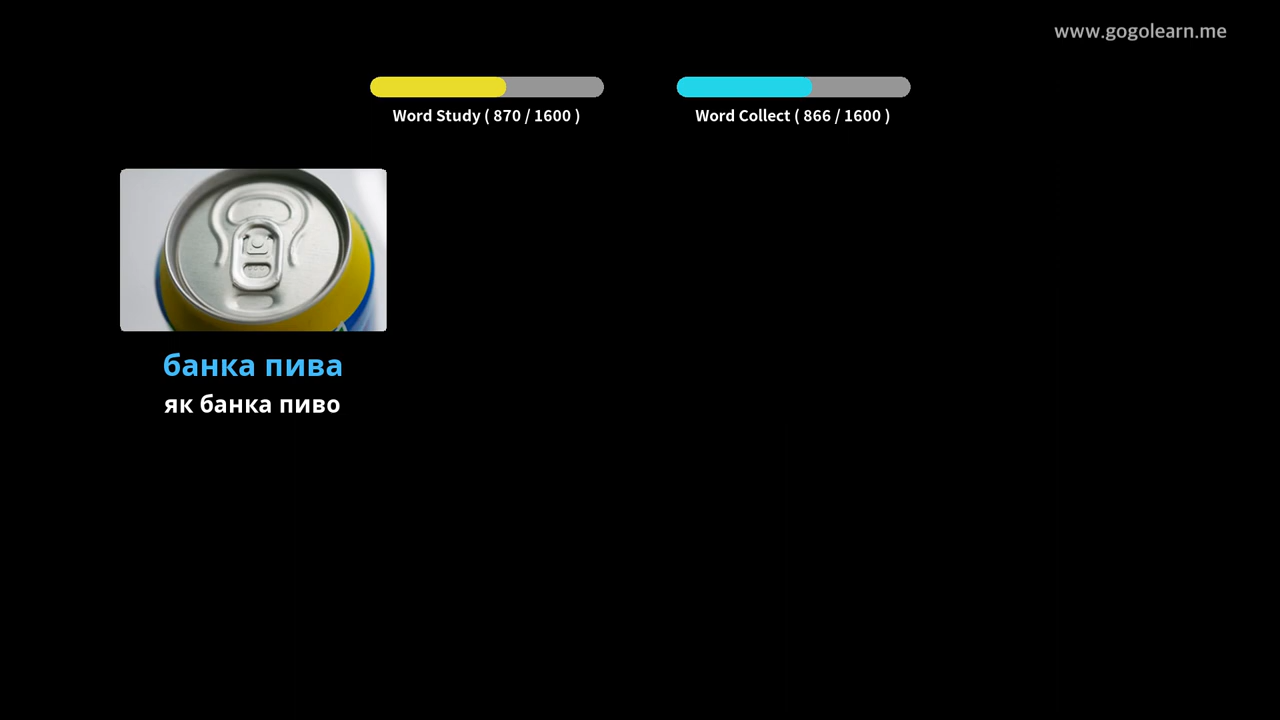 www.gogolearn.me
Word Study ( 870 / 1600 )
Word Collect ( 866 / 1600 )
банка пива
як банка пиво